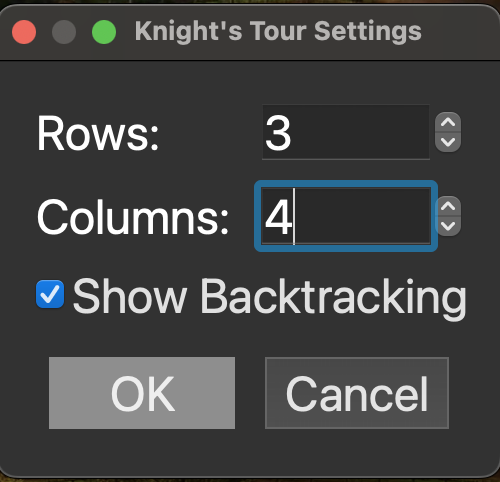 Knight's Tour Settings
Rows: 3
Columns: 4
Show Backtracking
OK Cancel